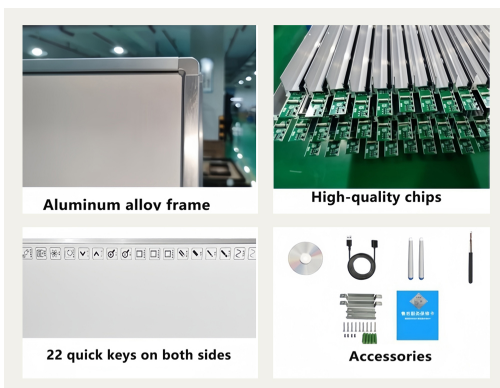 Aluminum alloy frame
High-quality chips
22 quick keys on both sides
Accessories